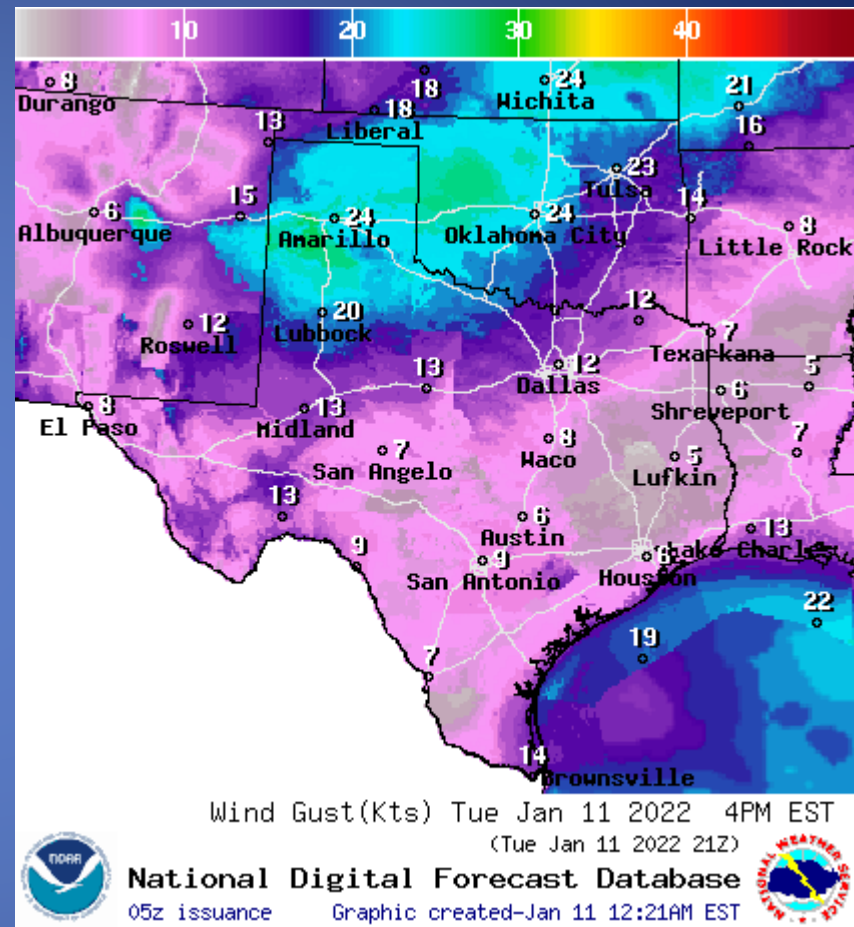 10 20 30 40
8
Durango
18
24
Wichita
21
18
Liberal
13
16
23
Tulsa
6
Albuquerque
15
24
Amarillo
24
Oklahoma City
14
8
Little Rock
12
Roswell
20
Lubbock
12
7
Texarkana
13
12
Dallas
5
6
Shreveport
8
El Paso
13
Midland
7
San Angelo
8
Waco
5
Lufkin
7
13
6
Austin
13
Lake Charles
9
9
San Antonio
6
Houston
22
19
7
14
Brownsville
Wind Gust(Kts) Tue Jan 11 2022 4PM EST
(Tue Jan 11 2022 21Z)
NOAA
National Digital Forecast Database
05z issuance Graphic created-Jan 11 12:21AM EST
NATIONAL WEATHER SERVICE